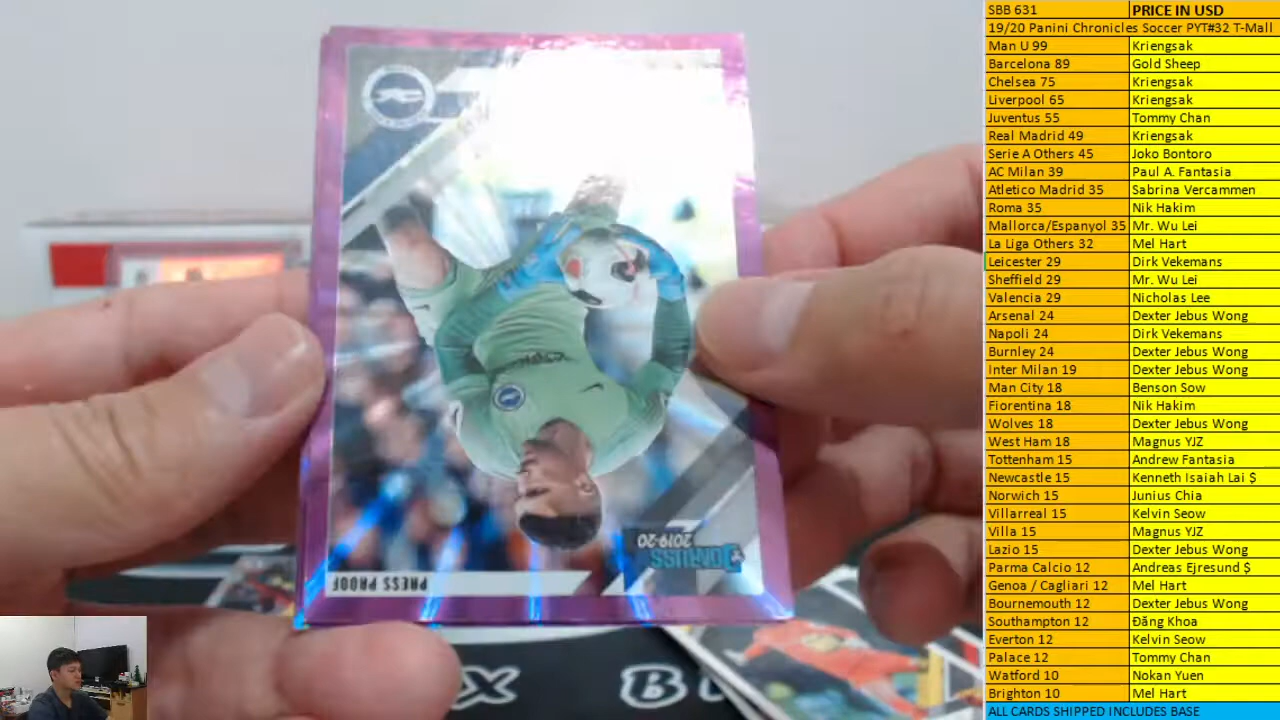 SBB 631 PRICE IN USD
19/20 Panini Chronicles Soccer PYT#32 T-Mall
Man U 99 Kriengsak
Barcelona 89 Gold Sheep
Chelsea 75 Kriengsak
Liverpool 65 Kriengsak
Juventus 55 Tommy Chan
Real Madrid 49 Kriengsak
Serie A Others 45 Joko Bontoro
AC Milan 39 Paul A. Fantasia
Atletico Madrid 35 Sabrina Vercammen
Roma 35 Nik Hakim
Mallorca/Espanyol 35 Mr. Wu Lei
La Liga Others 32 Mel Hart
Leicester 29 Dirk Vekemans
Sheffield 29 Mr. Wu Lei
Valencia 29 Nicholas Lee
Arsenal 24 Dexter Jebus Wong
Napoli 24 Dirk Vekemans
Burnley 24 Dexter Jebus Wong
Inter Milan 19 Dexter Jebus Wong
Man City 18 Benson Sow
Fiorentina 18 Nik Hakim
Wolves 18 Dexter Jebus Wong
West Ham 18 Magnus YJZ
Tottenham 15 Andrew Fantasia
Newcastle 15 Kenneth Isaiah Lai $
Norwich 15 Junius Chia
Villarreal 15 Kelvin Seow
Villa 15 Magnus YJZ
Lazio 15 Dexter Jebus Wong
Parma Calcio 12 Andreas Ejresund $
Genoa / Cagliari 12 Mel Hart
Bournemouth 12 Dexter Jebus Wong
Southampton 12 Đăng Khoa
Everton 12 Kelvin Seow
Palace 12 Tommy Chan
Watford 10 Nokan Yuen
Brighton 10 Mel Hart
ALL CARDS SHIPPED INCLUDES BASE
DONRUSS
2019-20
PRESS PROOF